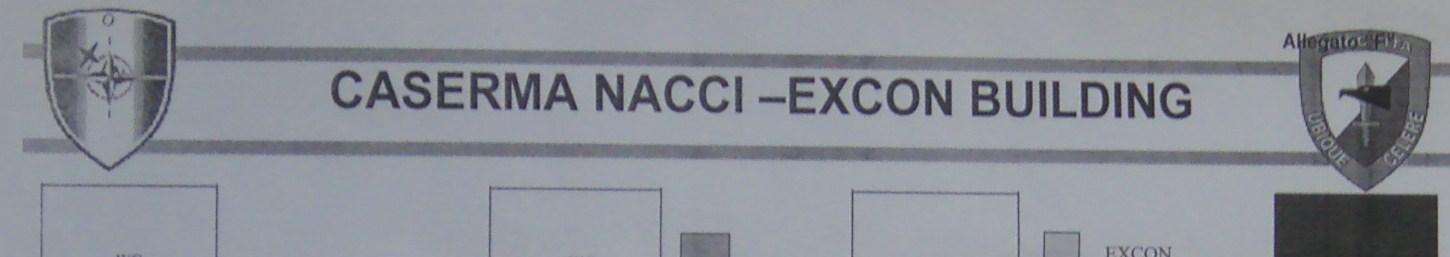 Allegato "F"
CASERMA NACCI –EXCON BUILDING
UBIQUE CELERE
EXCON